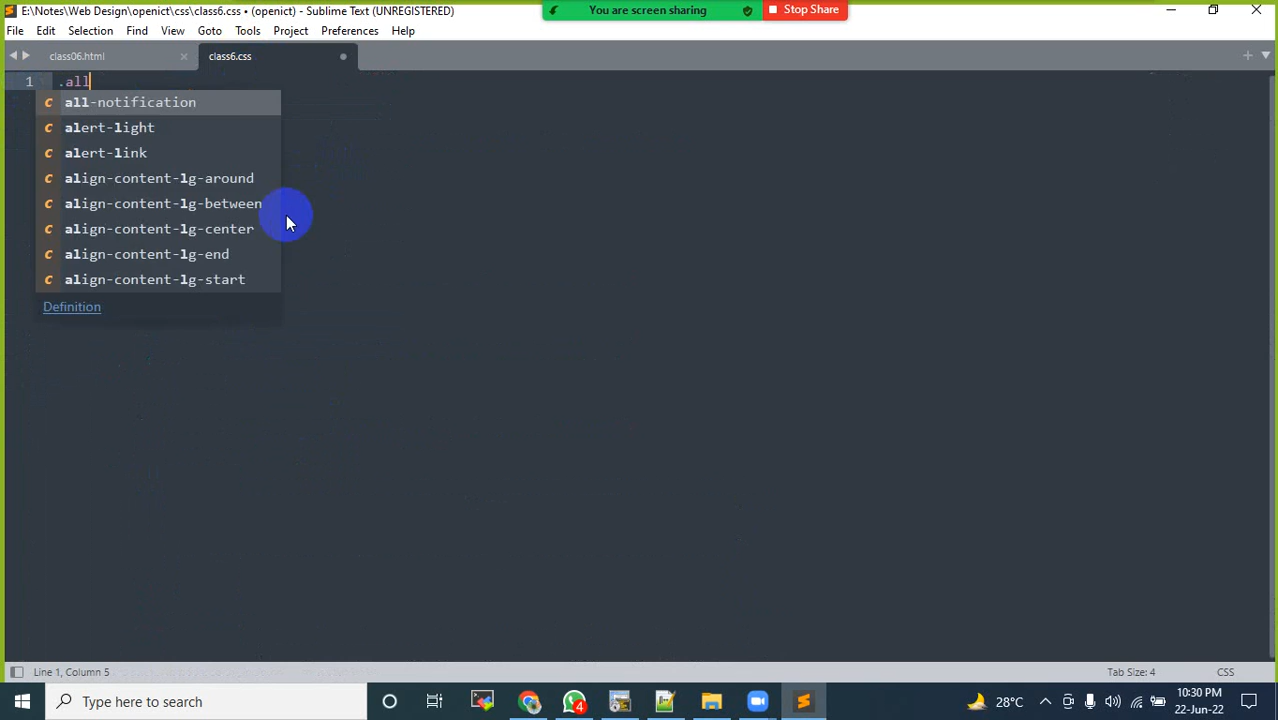 E:\Notes\Web Design\openict\css\class6.css • (openict) - Sublime Text (UNREGISTERED)
You are screen sharing
Stop Share
File Edit Selection Find View Goto Tools Project Preferences Help
class06.html
class6.css
1 .all
c all-notification
c alert-light
c alert-link
c align-content-lg-around
c align-content-lg-between
c align-content-lg-center
c align-content-lg-end
c align-content-lg-start
Definition
Line 1, Column 5
Tab Size: 4
CSS
Type here to search
4
28°C
10:30 PM
22-Jun-22